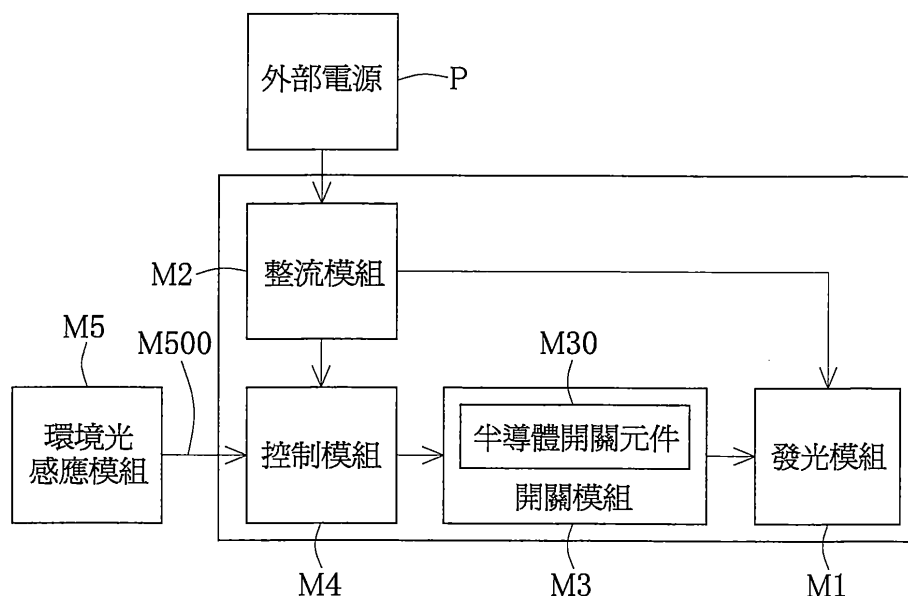 外部電源
P
M2
整流模組
M5
M500
M30
環境光
感應模組
控制模組
半導體開關元件
開關模組
發光模組
M4
M3
M1